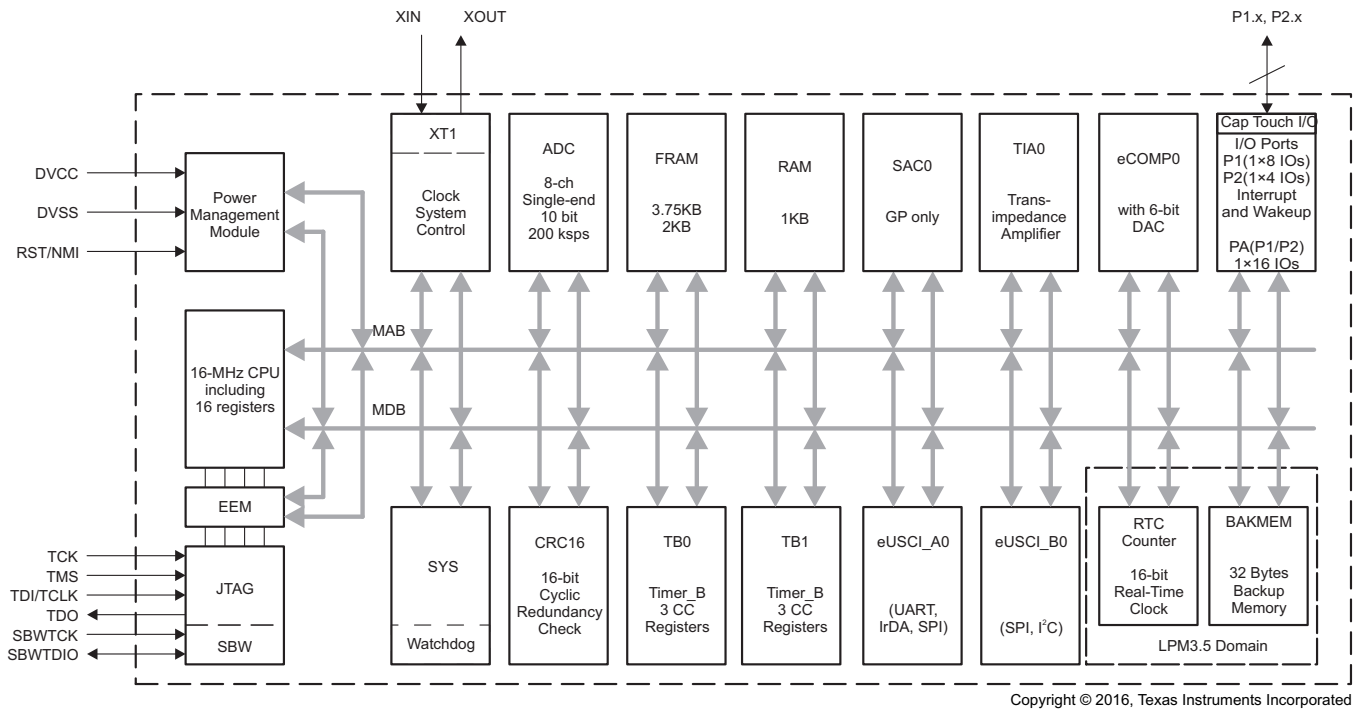 XIN
XOUT
P1.x, P2.x
DVCC
DVSS
RST/NMI
Power
Management
Module
XT1
Clock
System
Control
ADC
8-ch
Single-end
10 bit
200 ksps
FRAM
3.75KB
2KB
RAM
1KB
SAC0
GP only
TIA0
Trans-
impedance
Amplifier
eCOMP0
with 6-bit
DAC
Cap Touch I/O
I/O Ports
P1(1×8 IOs)
P2(1×4 IOs)
Interrupt
and Wakeup
PA(P1/P2)
1×16 IOs
MAB
16-MHz CPU
including
16 registers
MDB
EEM
TCK
TMS
TDI/TCLK
TDO
SBWTCK
SBWTDIO
JTAG
SBW
SYS
Watchdog
CRC16
16-bit
Cyclic
Redundancy
Check
TB0
Timer_B
3 CC
Registers
TB1
Timer_B
3 CC
Registers
eUSCI_A0
(UART,
IrDA, SPI)
eUSCI_B0
(SPI, I²C)
RTC
Counter
16-bit
Real-Time
Clock
BAKMEM
32 Bytes
Backup
Memory
LPM3.5 Domain
Copyright © 2016, Texas Instruments Incorporated